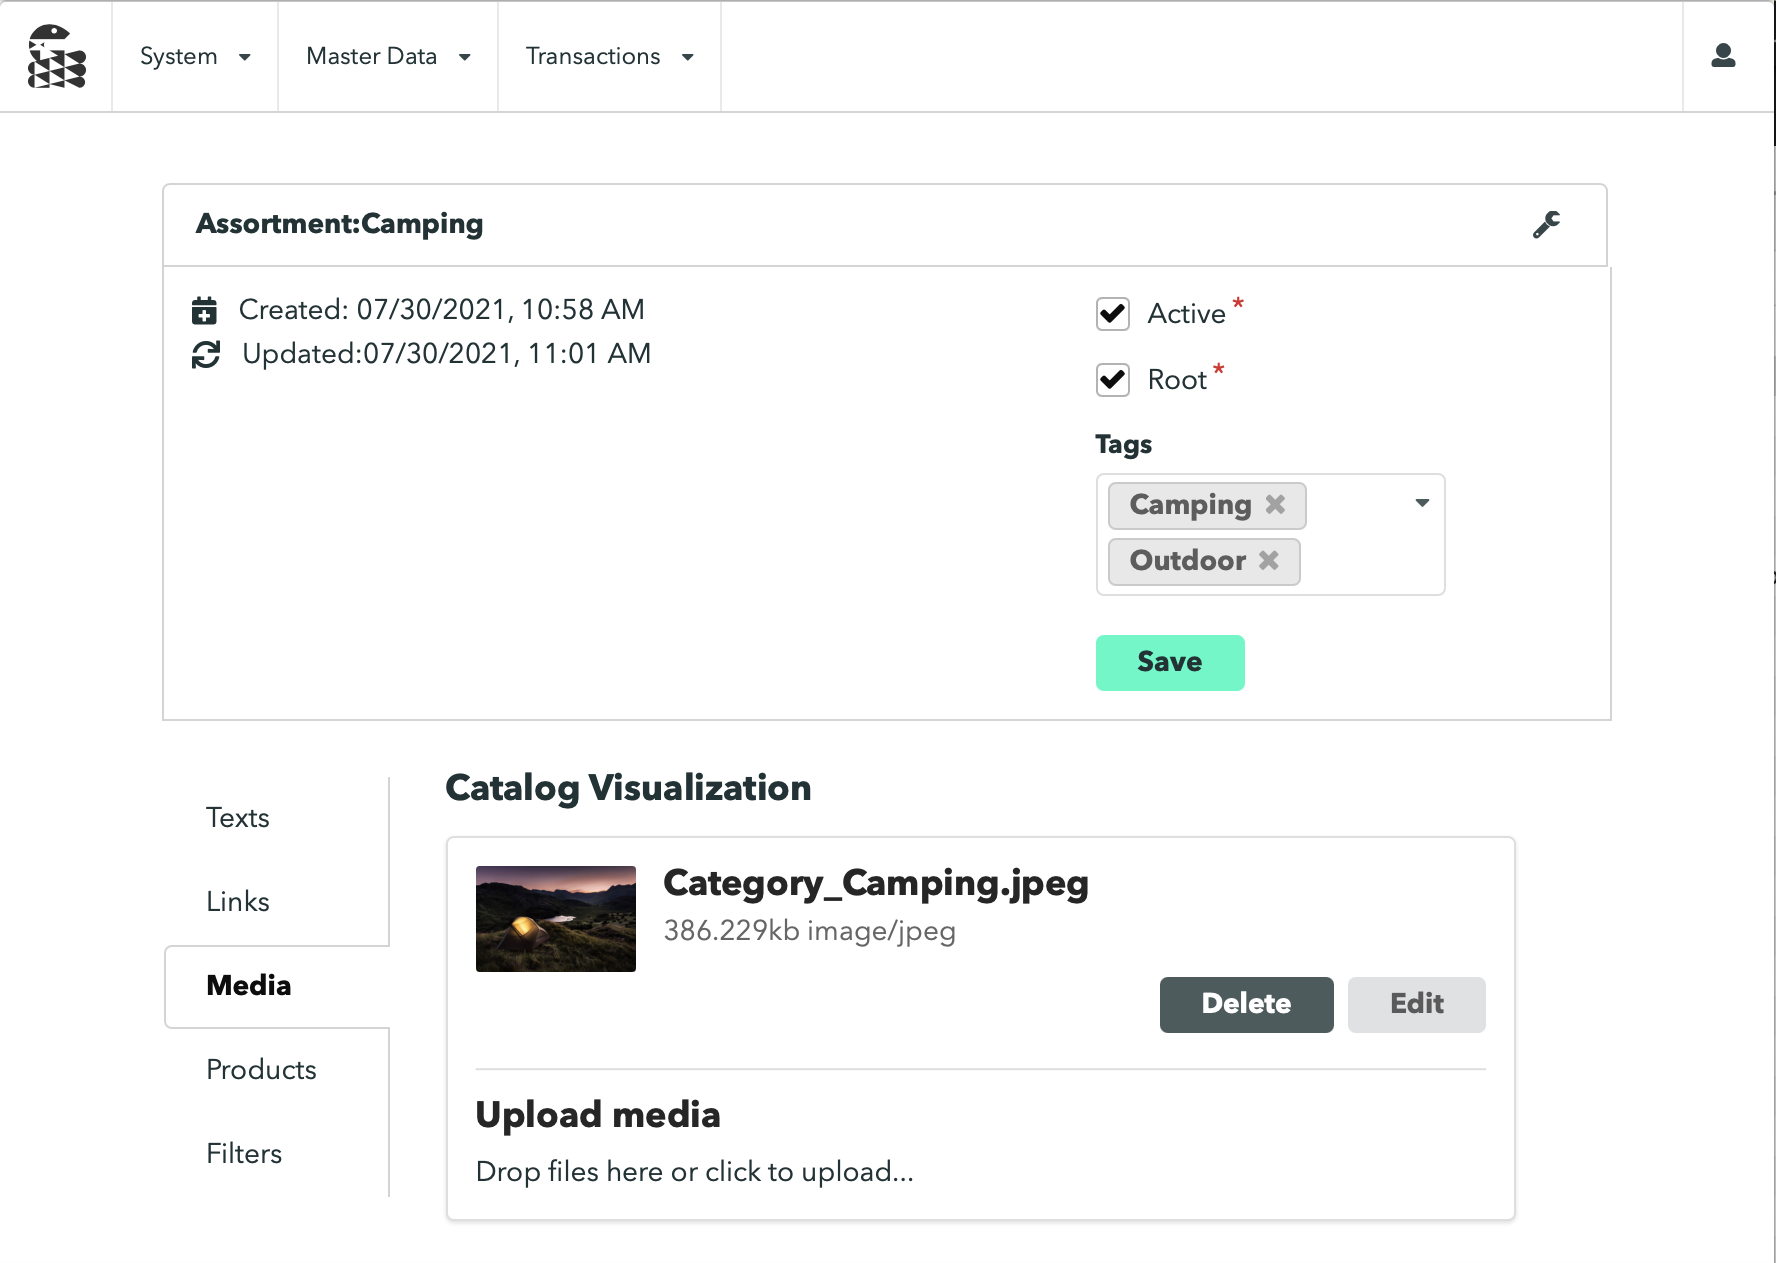 System
Master Data
Transactions
Assortment:Camping
Created: 07/30/2021, 10:58 AM
Updated:07/30/2021, 11:01 AM
Active *
Root *
Tags
Camping
Outdoor
Save
Texts
Links
Media
Products
Filters
Catalog Visualization
Category_Camping.jpeg
386.229kb image/jpeg
Delete
Edit
Upload media
Drop files here or click to upload...